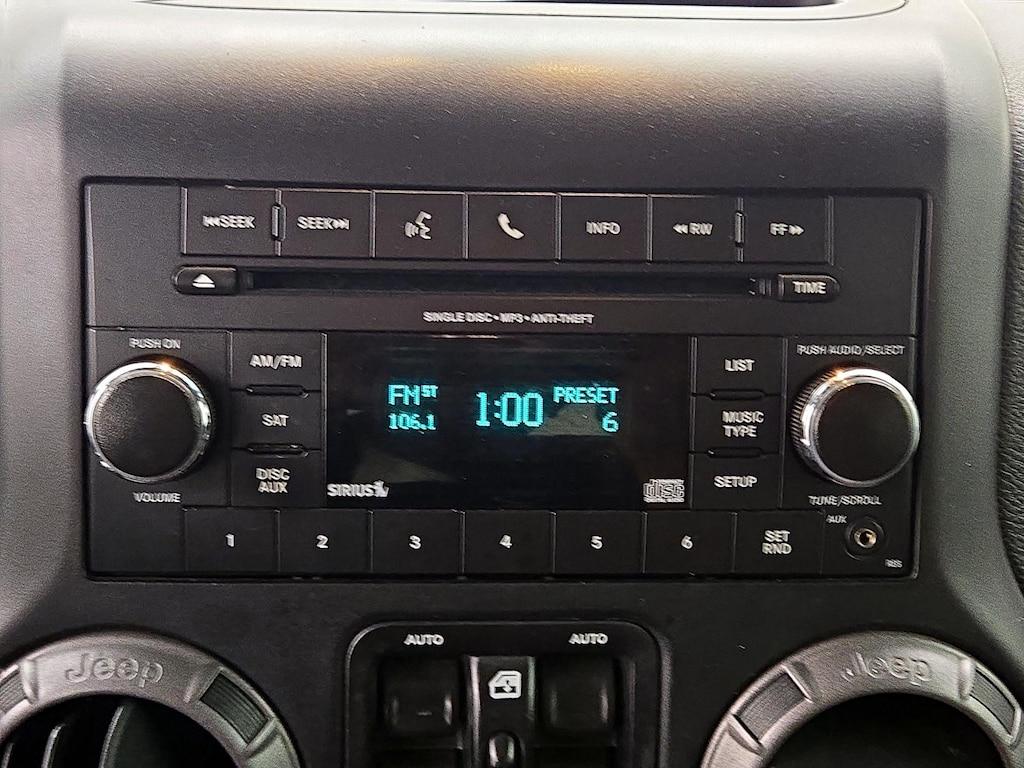 SEEK
SEEK
INFO
RW
FF
TIME
SINGLE DISC • MP3 • ANTI-THEFT
PUSH ON
PUSH AUDIO/SELECT
AM/FM
LIST
FM ST
1:00
PRESET
106.1
6
SAT
MUSIC
TYPE
DISC
AUX
SETUP
SIRIUS
disc
VOLUME
TUNE/SCROLL
1
2
3
4
5
6
SET
RND
AUX
AUTO
AUTO
Jeep
Jeep